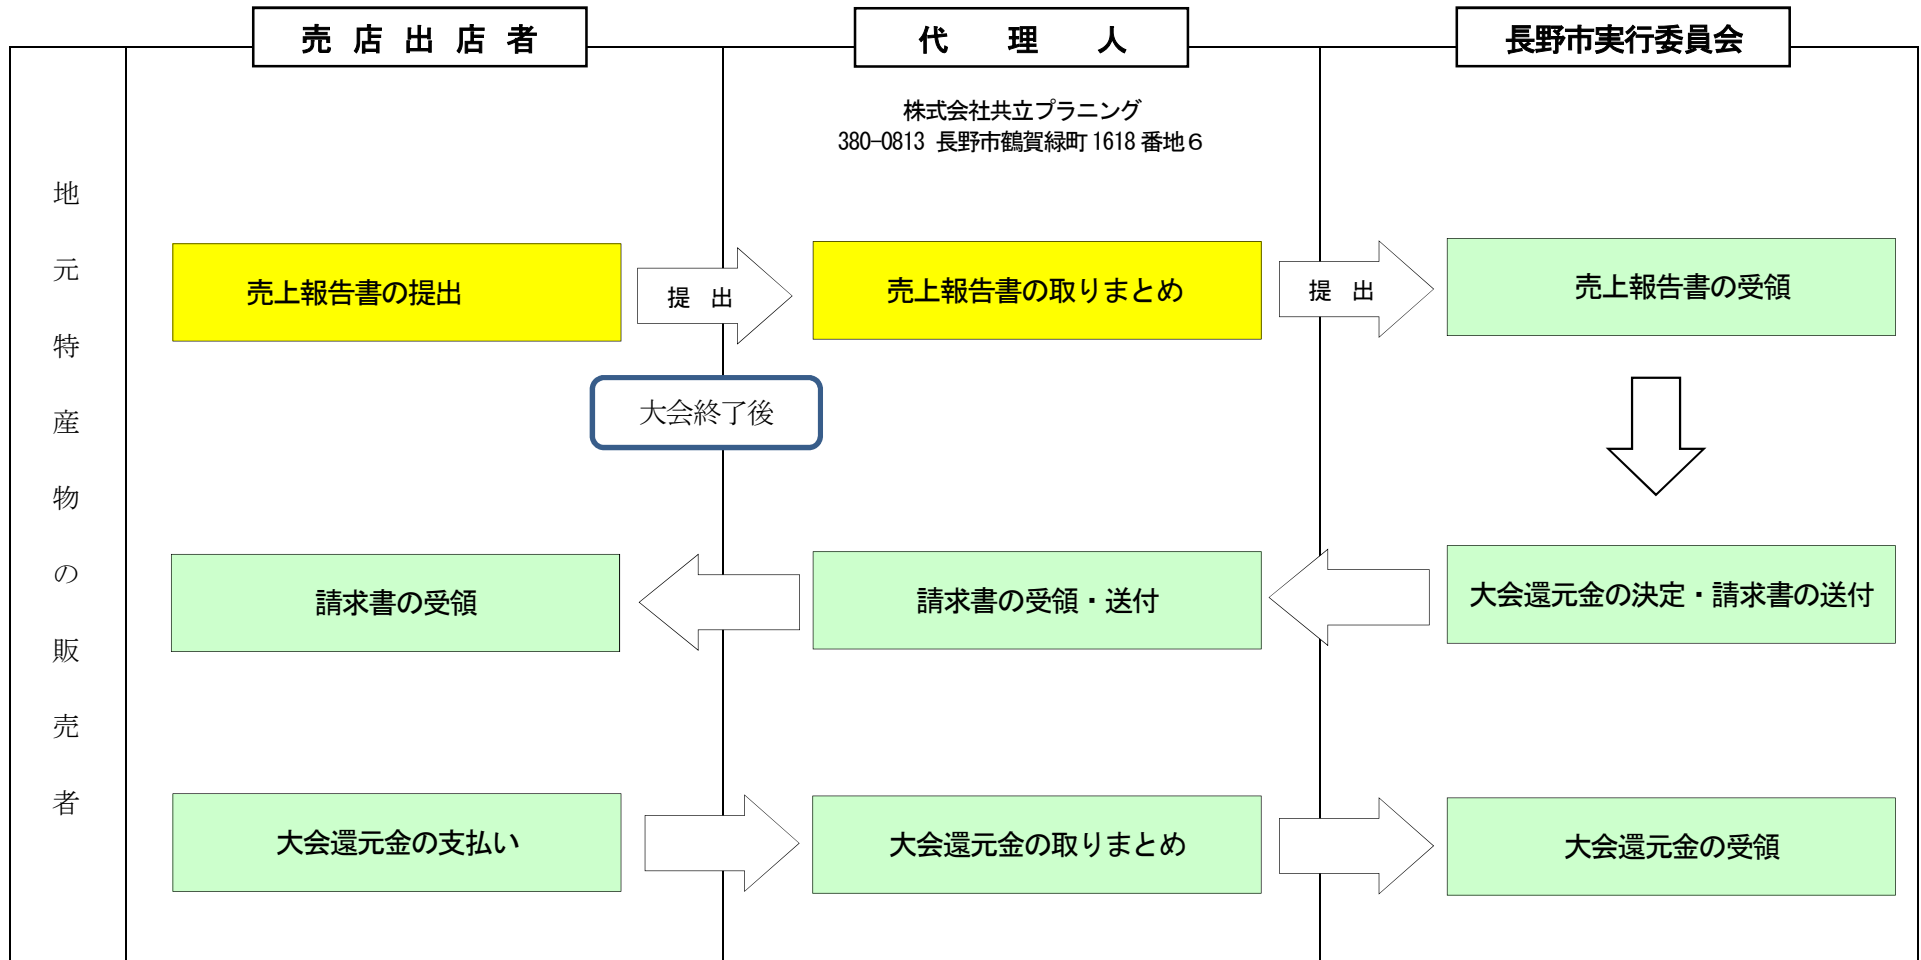 売店出店者
代理人
長野市実行委員会
株式会社共立プラニング
380-0813 長野市鶴賀緑町1618番地6
地元特産物の販売者
売上報告書の提出
提出
売上報告書の取りまとめ
提出
売上報告書の受領
大会終了後
請求書の受領
請求書の受領・送付
大会還元金の決定・請求書の送付
大会還元金の支払い
大会還元金の取りまとめ
大会還元金の受領